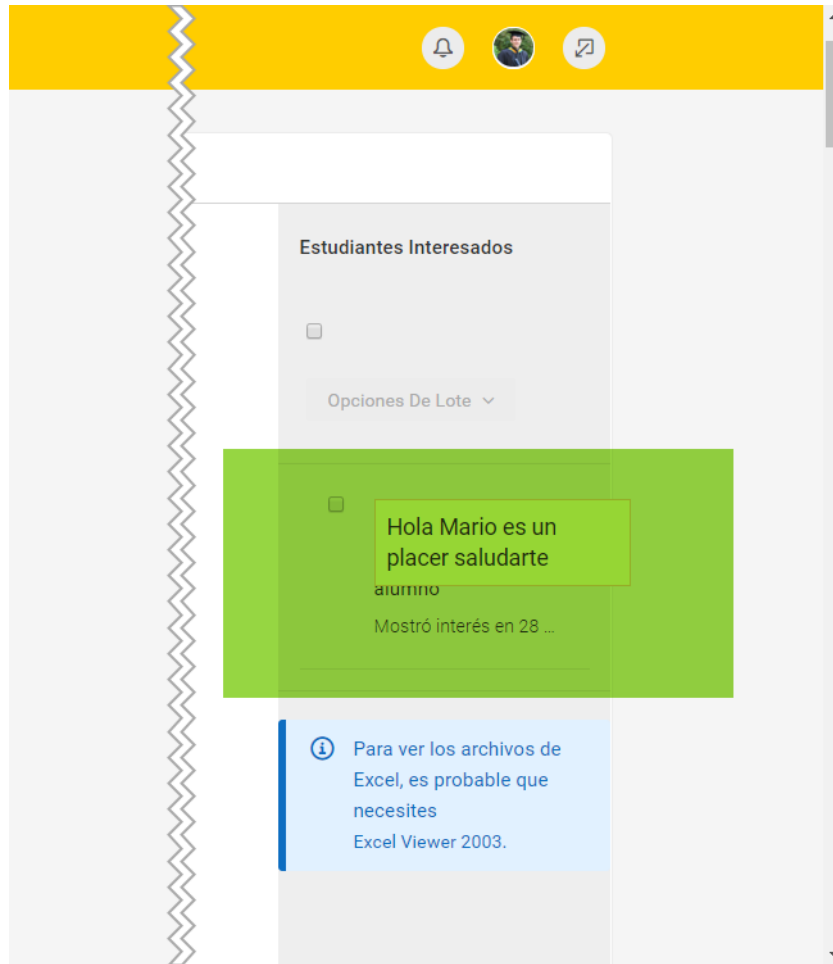 Estudiantes Interesados
Opciones De Lote
Hola Mario es un
placer saludarte
alumno
Mostró interés en 28 ...
Para ver los archivos de
Excel, es probable que
necesites
Excel Viewer 2003.